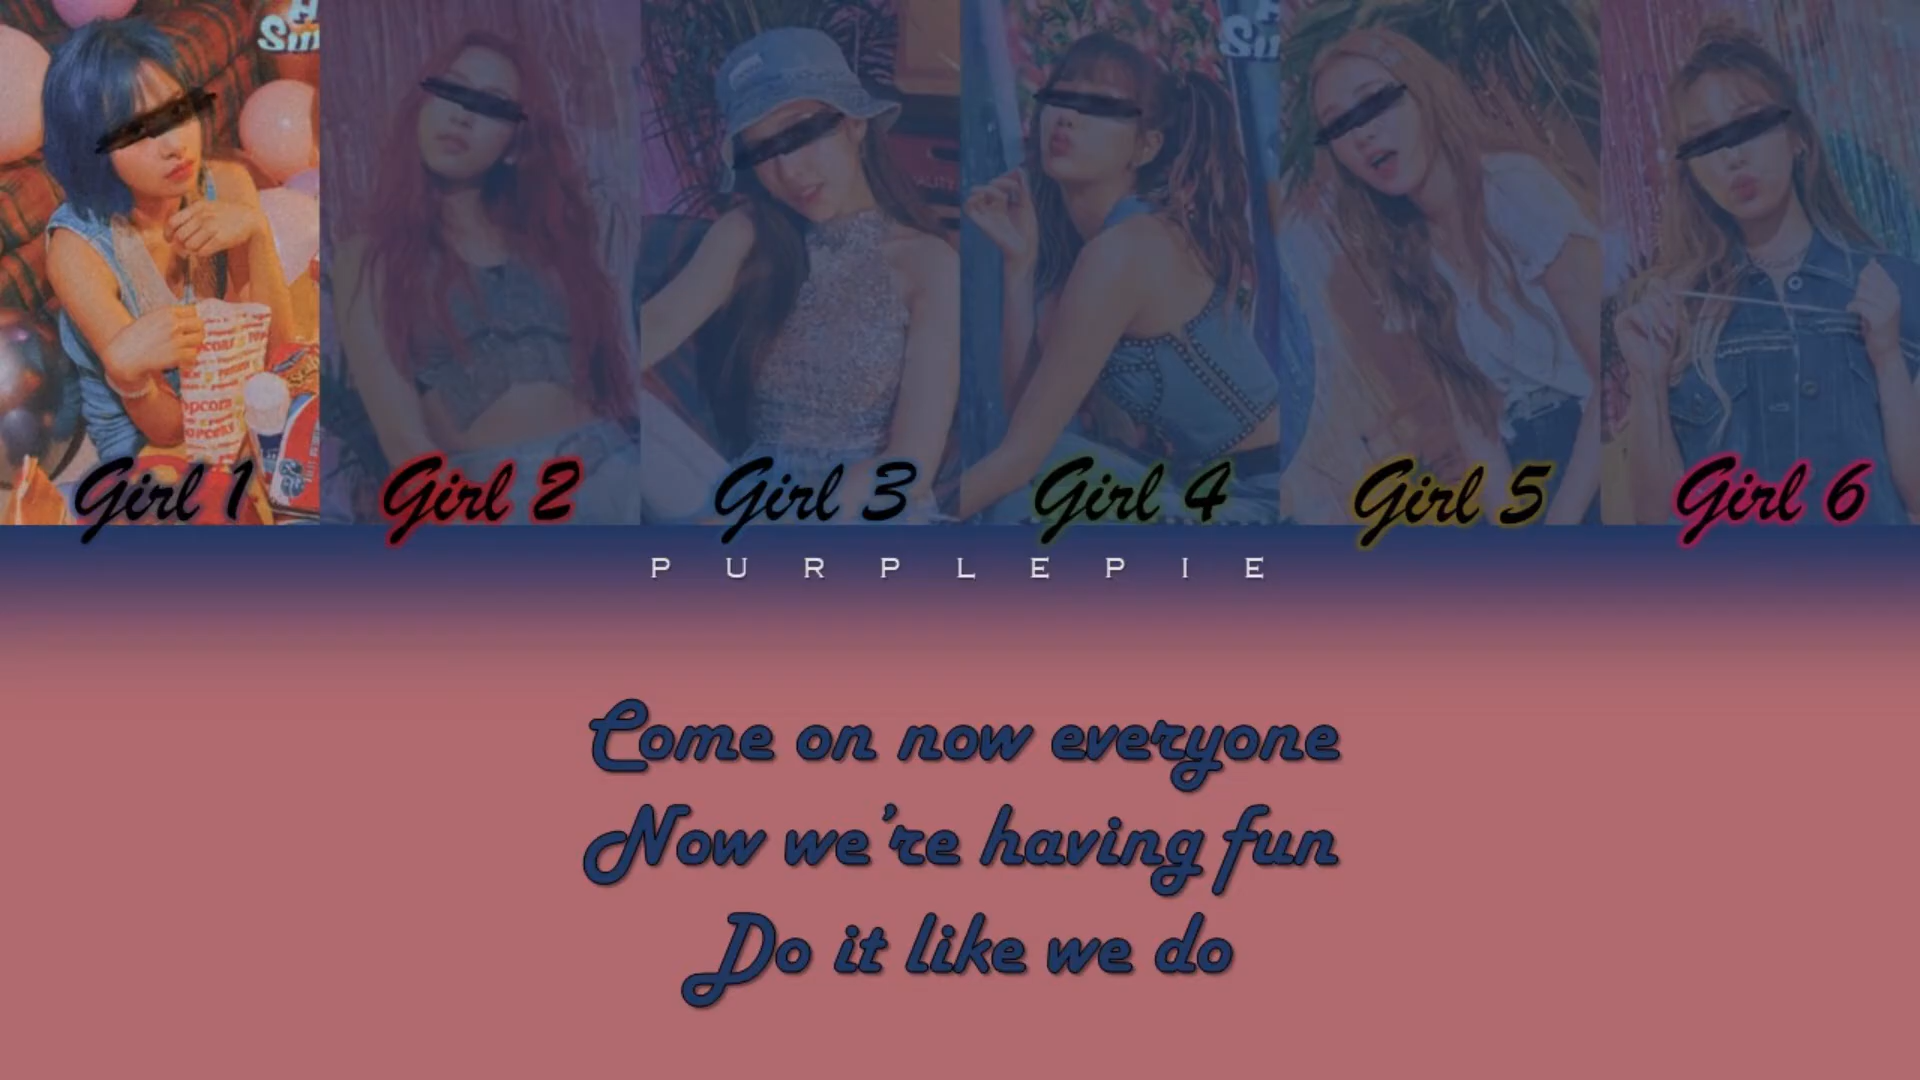 Girl 1
Girl 2
Girl 3
Girl 4
Girl 5
Girl 6
PURPLEPIE
Come on now everyone
Now we're having fun
Do it like we do